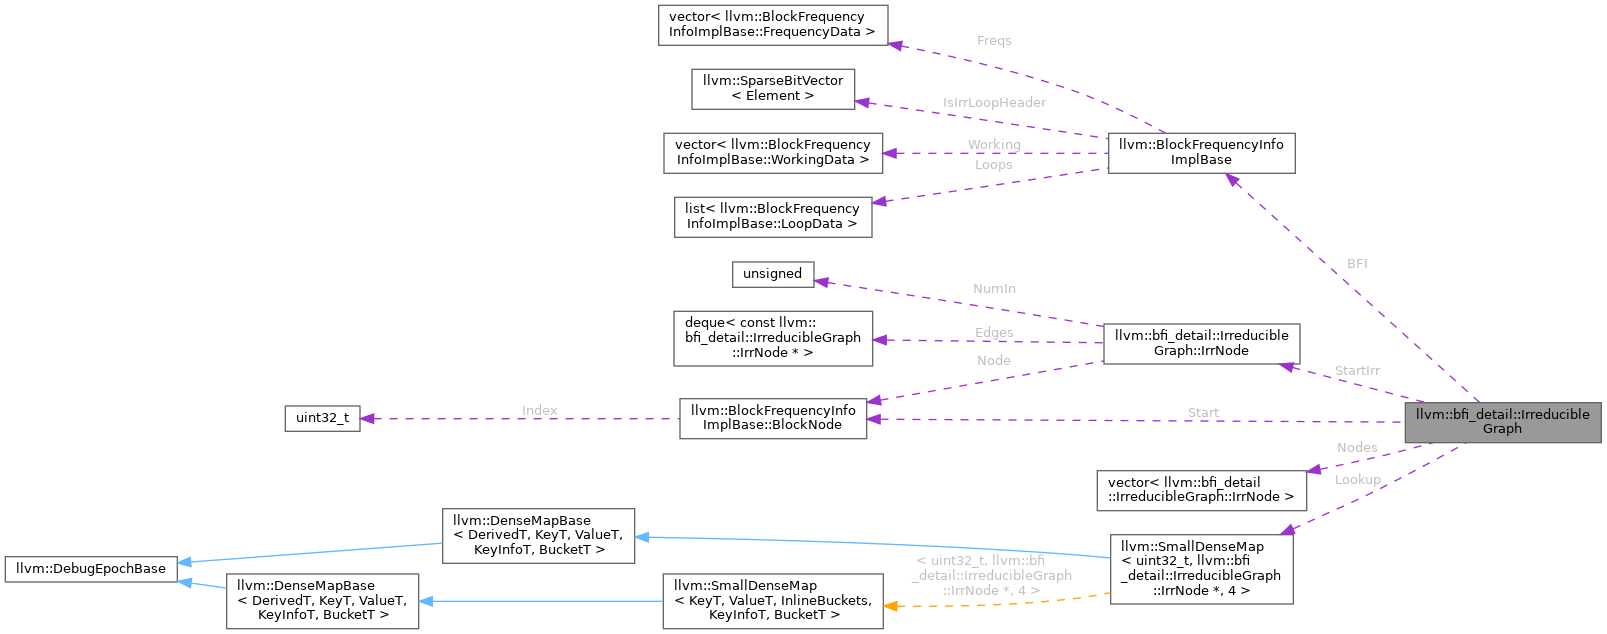 vector< llvm::BlockFrequency
InfoImplBase::FrequencyData >
Freqs
llvm::SparseBitVector
< Element >
IsIrrLoopHeader
vector< llvm::BlockFrequency
InfoImplBase::WorkingData >
Working
Loops
llvm::BlockFrequencyInfo
ImplBase
list< llvm::BlockFrequency
InfoImplBase::LoopData >
BFI
unsigned
NumIn
deque< const llvm::
bfi_detail::IrreducibleGraph
::IrrNode * >
Edges
Node
llvm::bfi_detail::Irreducible
Graph::IrrNode
StartIrr
uint32_t
Index
llvm::BlockFrequencyInfo
ImplBase::BlockNode
Start
llvm::bfi_detail::Irreducible
Graph
Nodes
Lookup
vector< llvm::bfi_detail
::IrreducibleGraph::IrrNode >
llvm::DenseMapBase
< DerivedT, KeyT, ValueT,
KeyInfoT, BucketT >
llvm::DebugEpochBase
llvm::DenseMapBase
< DerivedT, KeyT, ValueT,
KeyInfoT, BucketT >
llvm::SmallDenseMap
< KeyT, ValueT, InlineBuckets,
KeyInfoT, BucketT >
< uint32_t, llvm::bfi
_detail::IrreducibleGraph
::IrrNode *, 4 >
llvm::SmallDenseMap
< uint32_t, llvm::bfi
_detail::IrreducibleGraph
::IrrNode *, 4 >